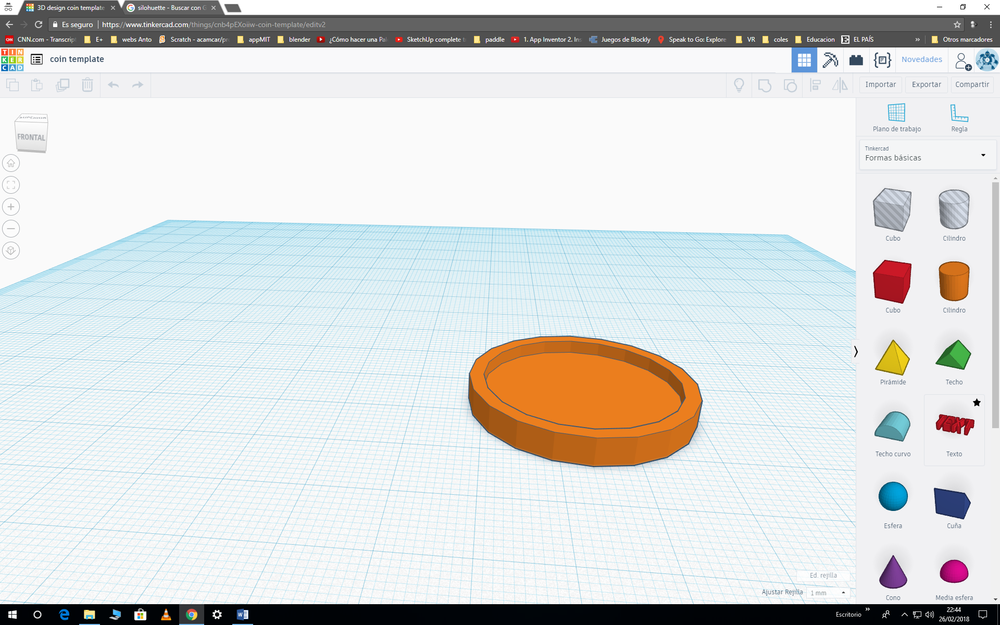 3D design coin template
silohuette - Buscar con G
Es seguro
https://www.tinkercad.com/things/cnb4pEXoiiw-coin-template/editv2
CNN CNN.com - Transcript
E+
webs Anto
Scratch - acamcar/pr
appMIT
blender
¿Cómo hacer una Pa
SketchUp complete t
paddle
1. App Inventor 2. Ins
Juegos de Blockly
Speak to Go: Explore
VR
coles
Educacion
E EL PAÍS
»
Otros marcadores
TIN
KER
CAD
coin template
Novedades
Importar
Exportar
Compartir
SUPERIOR
FRONTAL
Plano de trabajo
Regla
Tinkercad
Formas básicas
Cubo
Cilindro
Cubo
Cilindro
Pirámide
Techo
TEXT
Techo curvo
Texto
Esfera
Cuña
Cono
Media esfera
Ed. rejilla
Ajustar Rejilla
1 mm
Escritorio
»
22:44
26/02/2018